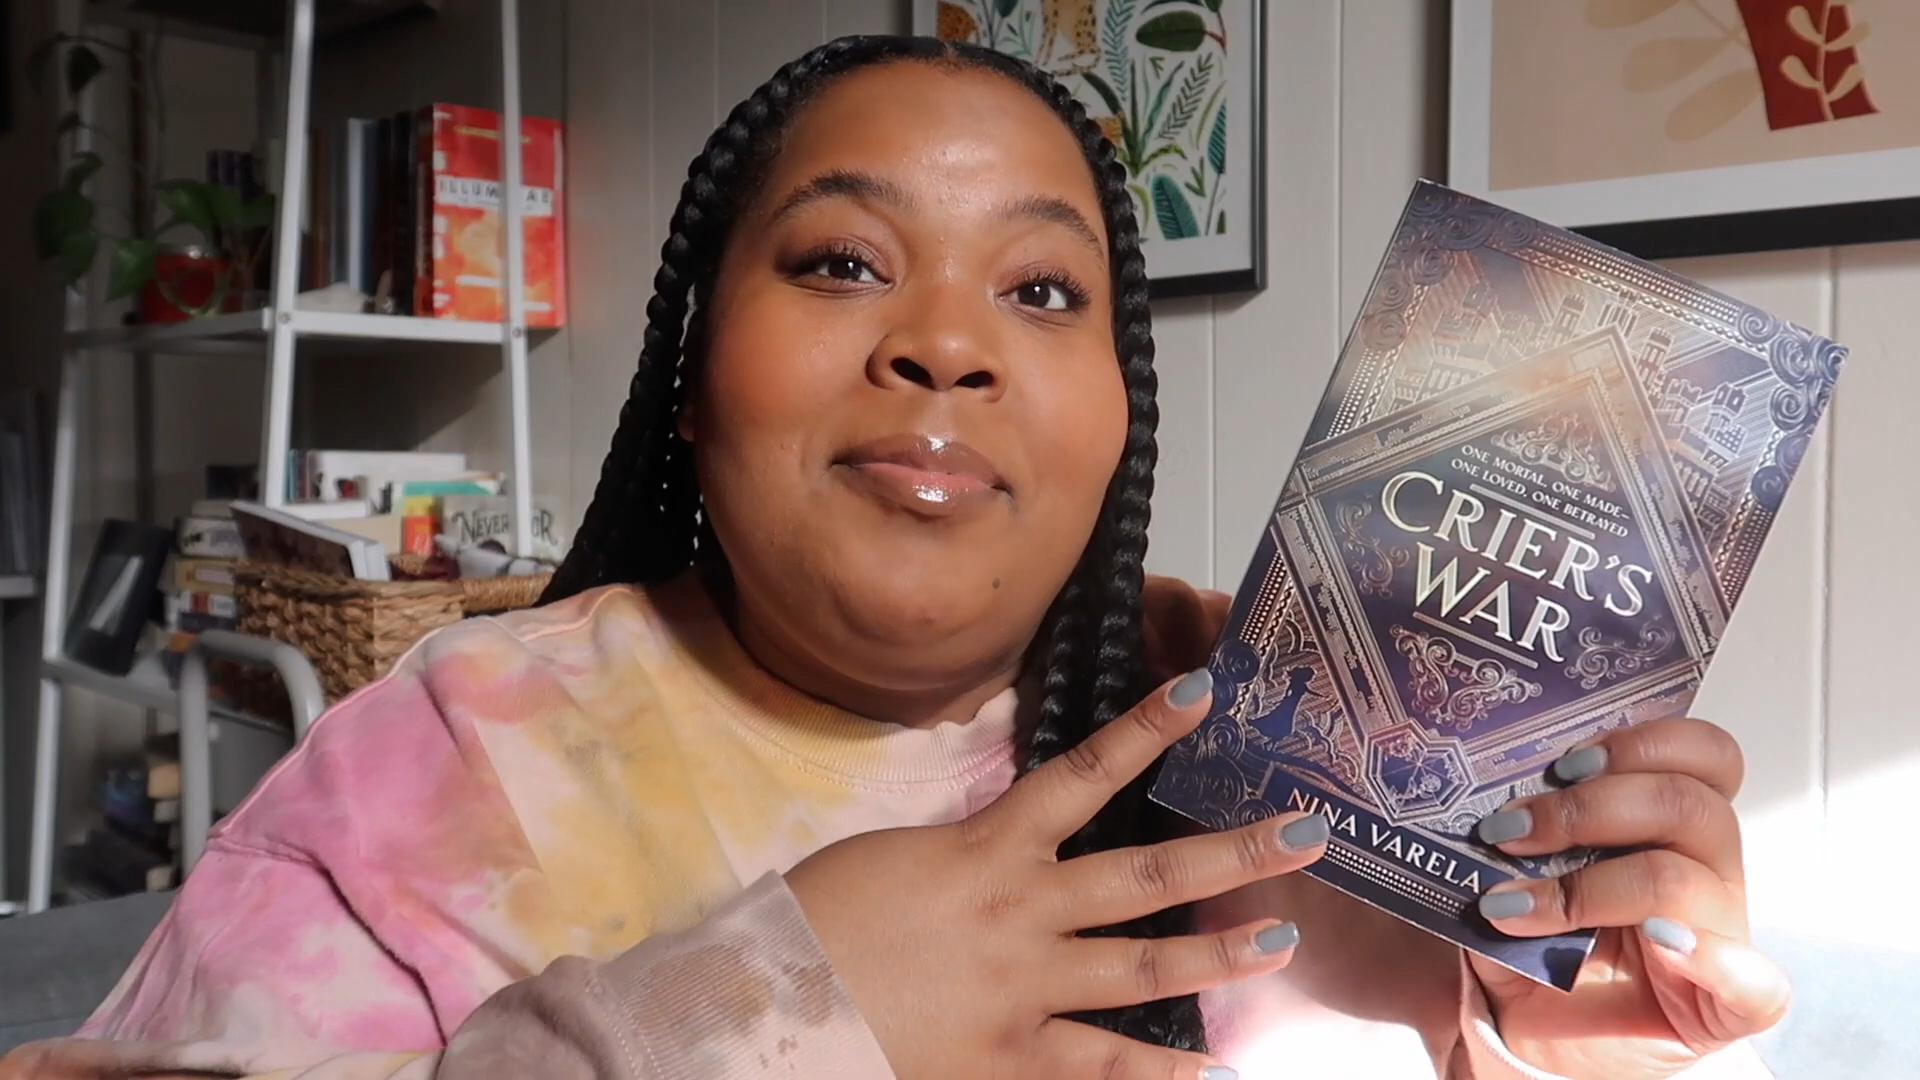 ONE MORTAL, ONE MADE—
ONE LOVED, ONE BETRAYED
CRIER'S
WAR
NINA VARELA